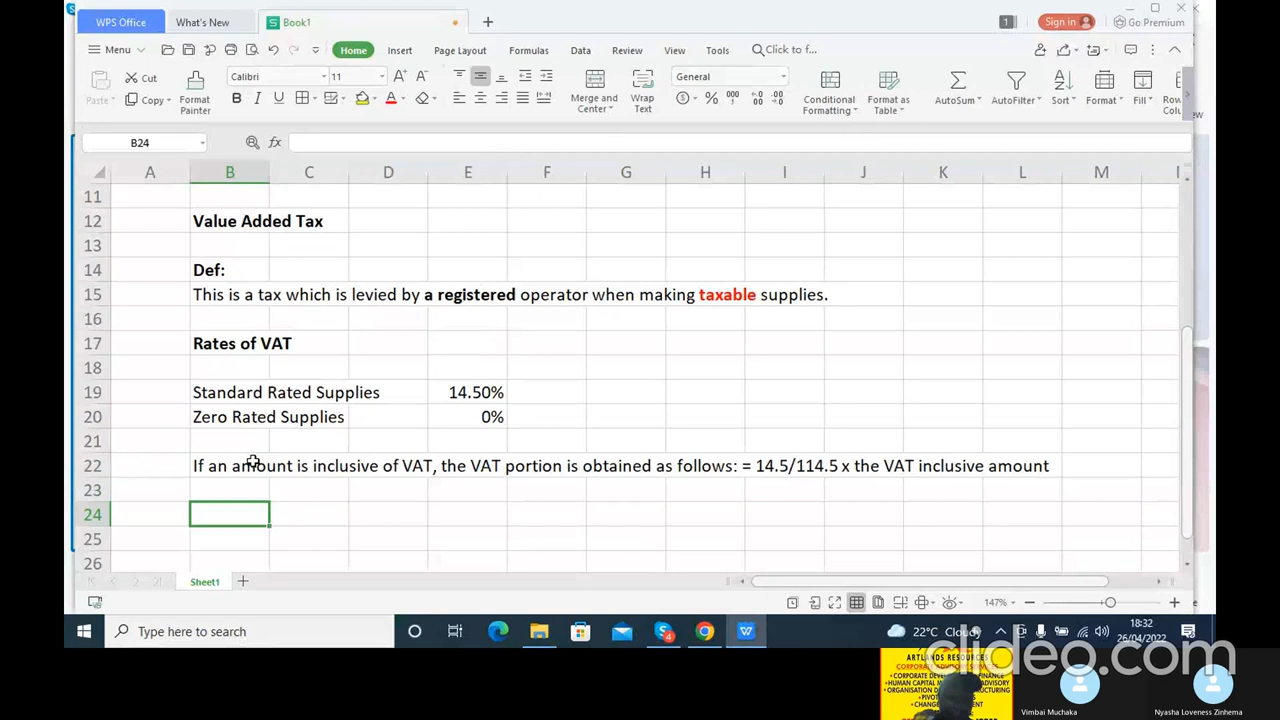 WPS Office What's New Book1 1 Sign in Go Premium
Menu Home Insert Page Layout Formulas Data Review View Tools Click to f...
Cut Calibri 11 General
Paste Copy Format Painter Merge and Center Wrap Text Conditional Formatting Format as Table AutoSum AutoFilter Sort Format Fill
B24 fx
A B C D E F G H I J K L M
11
12 Value Added Tax
13
14 Def:
15 This is a tax which is levied by a registered operator when making taxable supplies.
16
17 Rates of VAT
18
19 Standard Rated Supplies 14.50%
20 Zero Rated Supplies 0%
21
22 If an amount is inclusive of VAT, the VAT portion is obtained as follows: = 14.5/114.5 x the VAT inclusive amount
23
24
25
26
Sheet1
147%
Type here to search 22°C Cloudy 18:32
26/04/2022
clideo.com
ARTLANDS RESOURCES
CORPORATE ADVISORY SERVICES
Vimbai Muchaka Nyasha Loveness Zinhema